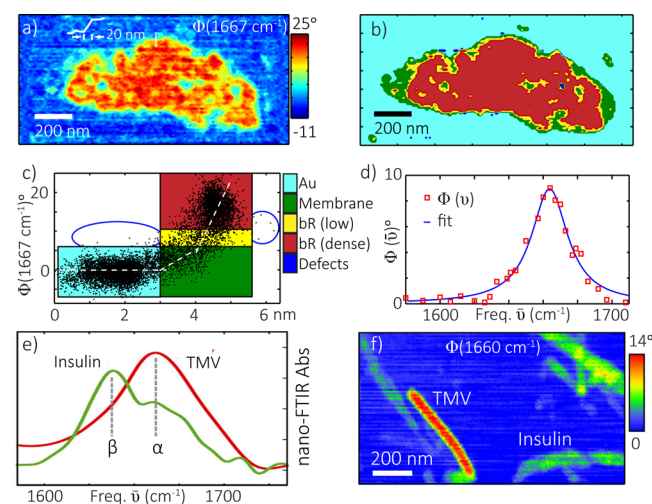 a)
20 nm
Φ(1667 cm⁻¹)
25°
-11
200 nm
b)
200 nm
c)
Φ(1667 cm⁻¹)°
20
10
0
0
2
4
6 nm
Au
Membrane
bR (low)
bR (dense)
Defects
d)
Φ (ν̃)°
10
5
0
Φ (υ)
fit
1600
1700
Freq. ῡ (cm⁻¹)
e)
Insulin
TMV
β
α
nano-FTIR Abs
1600
1700
Freq. ῡ (cm⁻¹)
f)
Φ(1660 cm⁻¹)
TMV
Insulin
200 nm
14°
0